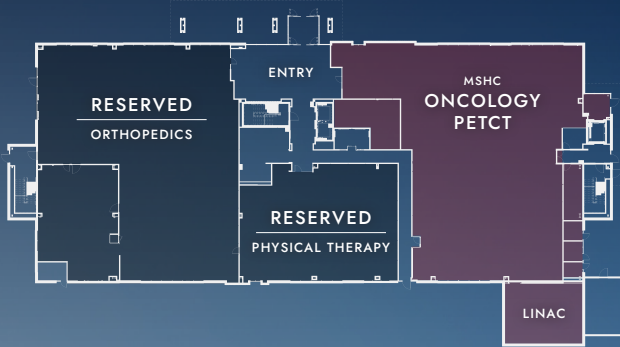 ENTRY
RESERVED
ORTHOPEDICS
MSHC
ONCOLOGY
PETCT
RESERVED
PHYSICAL THERAPY
LINAC